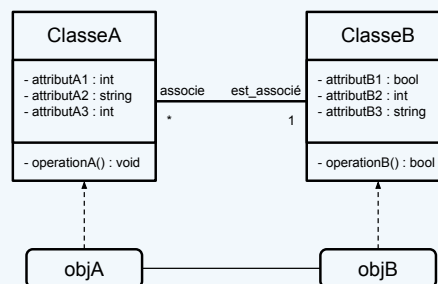 ClasseA
- attributA1 : int
- attributA2 : string
- attributA3 : int
- operationA() : void
associe
est_associé
*
1
ClasseB
- attributB1 : bool
- attributB2 : int
- attributB3 : string
- operationB() : bool
objA
objB